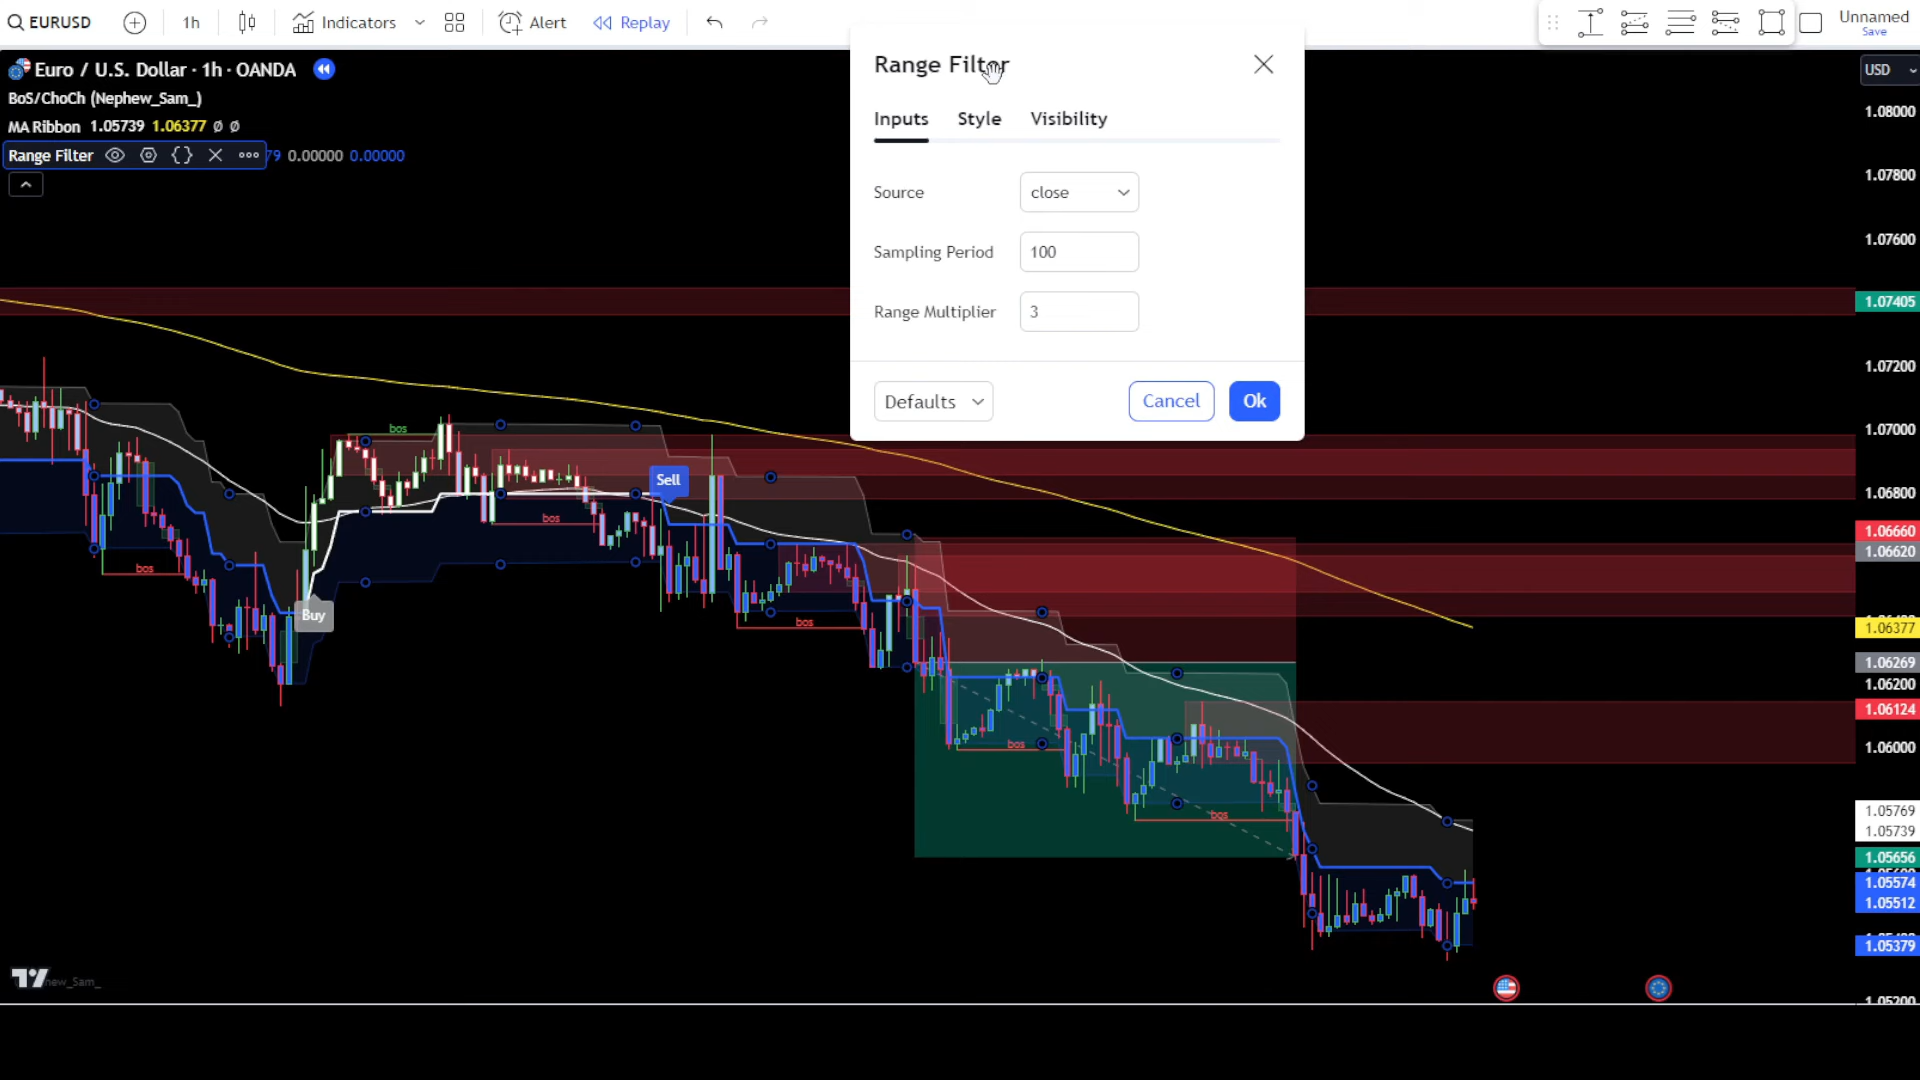 EURUSD
1h
Indicators
Alert
Replay
Unnamed
Save
Euro / U.S. Dollar · 1h · OANDA
BoS/ChoCh (Nephew_Sam_)
MA Ribbon 1.05739 1.06377 Ø Ø
Range Filter 79 0.00000 0.00000
Range Filter
Inputs
Style
Visibility
Source
close
Sampling Period
100
Range Multiplier
3
Defaults
Cancel
Ok
USD
1.08000
1.07800
1.07600
1.07405
1.07200
1.07000
1.06800
1.06660
1.06620
1.06377
1.06269
1.06200
1.06124
1.06000
1.05769
1.05739
1.05656
1.05574
1.05512
1.05379
1.05200
bos
Sell
bos
bos
Buy
bos
bos
bos